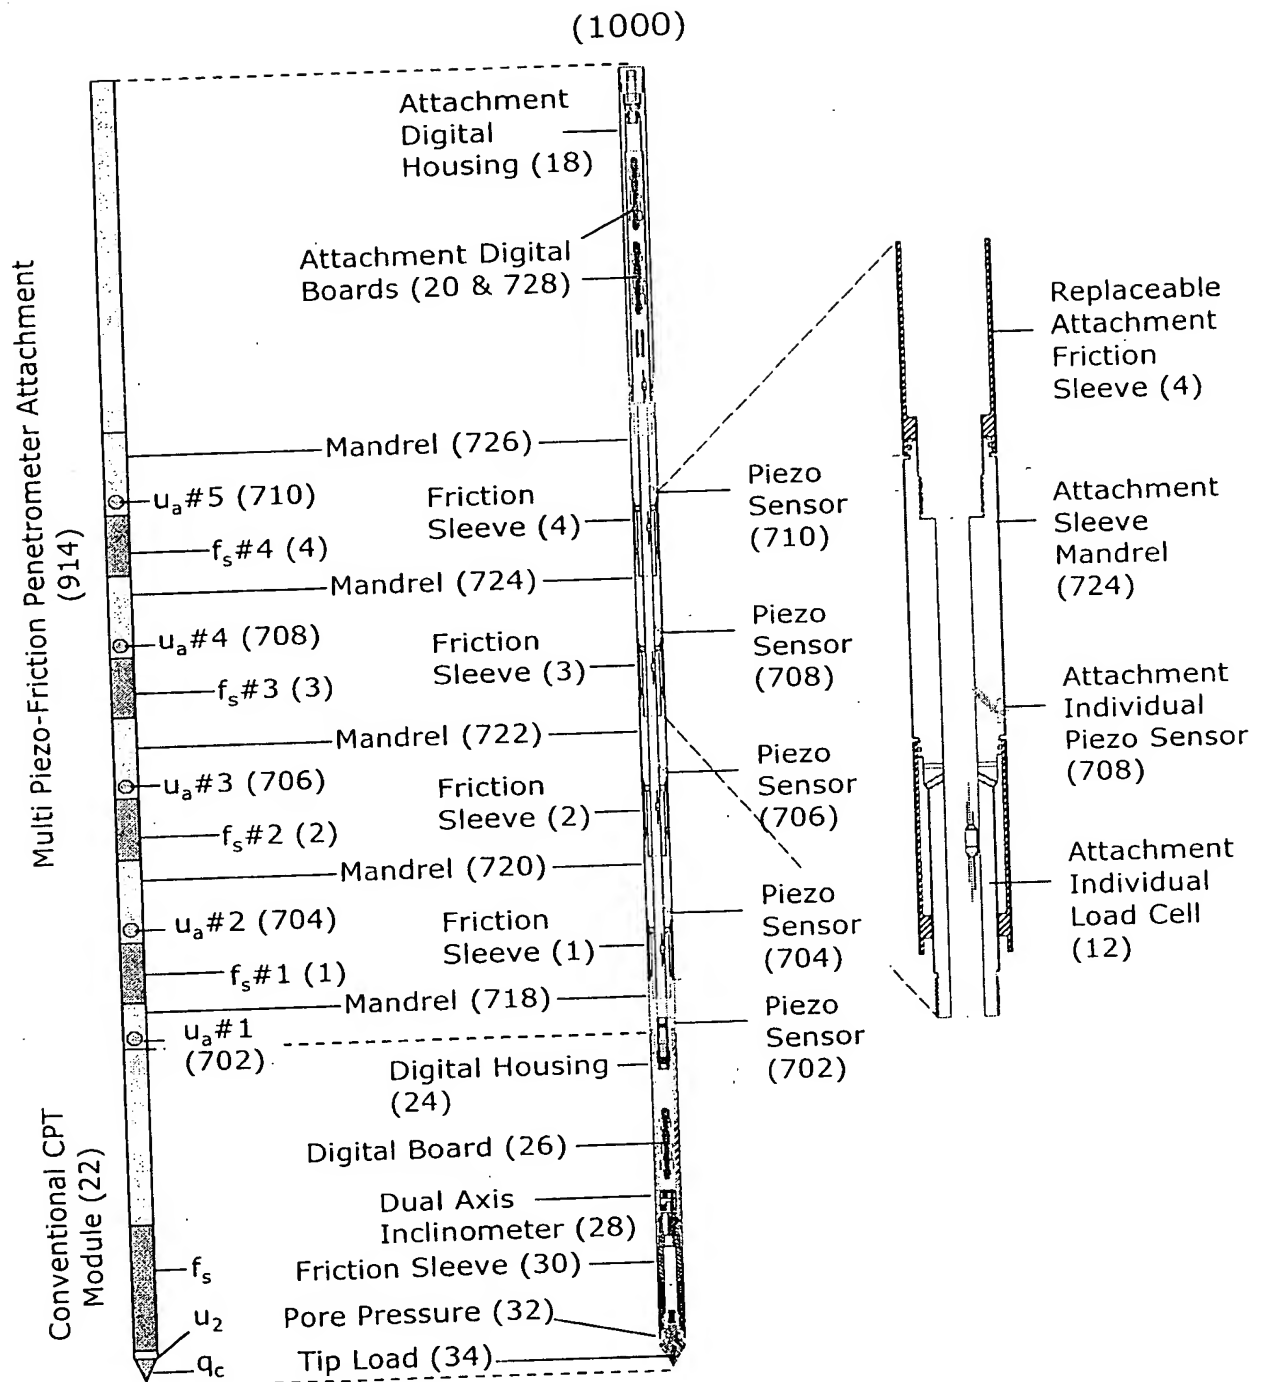 (1000)
Attachment
Digital
Housing (18)
Attachment Digital
Boards (20 & 728)
Multi Piezo-Friction Penetrometer Attachment
(914)
Mandrel (726)
uₐ#5 (710)
Friction
Sleeve (4)
fₛ#4 (4)
Mandrel (724)
uₐ#4 (708)
Friction
Sleeve (3)
fₛ#3 (3)
Mandrel (722)
uₐ#3 (706)
Friction
Sleeve (2)
fₛ#2 (2)
Mandrel (720)
uₐ#2 (704)
Friction
Sleeve (1)
fₛ#1 (1)
Mandrel (718)
uₐ#1
(702)
Piezo
Sensor
(710)
Piezo
Sensor
(708)
Piezo
Sensor
(706)
Piezo
Sensor
(704)
Piezo
Sensor
(702)
Replaceable
Attachment
Friction
Sleeve (4)
Attachment
Sleeve
Mandrel
(724)
Attachment
Individual
Piezo Sensor
(708)
Attachment
Individual
Load Cell
(12)
Conventional CPT
Module (22)
Digital Housing
(24)
Digital Board (26)
Dual Axis
Inclinometer (28)
fₛ
Friction Sleeve (30)
u₂
Pore Pressure (32)
q꜀
Tip Load (34)